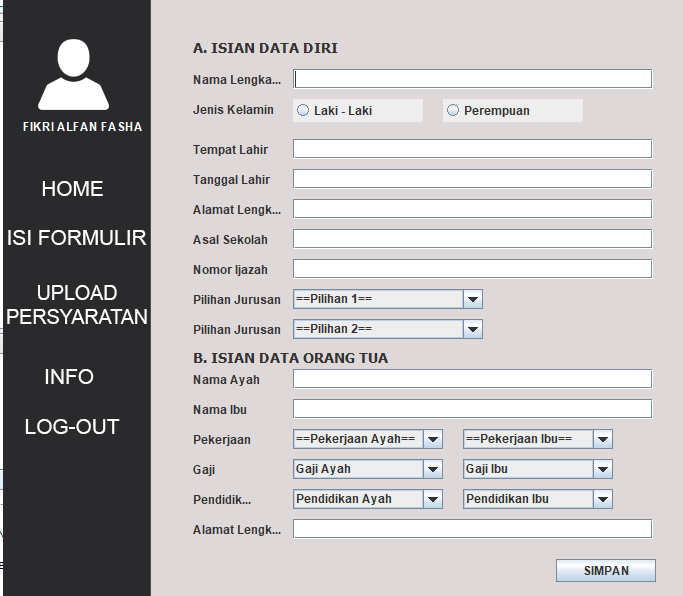 FIKRI ALFAN FASHA
HOME
ISI FORMULIR
UPLOAD
PERSYARATAN
INFO
LOG-OUT
A. ISIAN DATA DIRI
Nama Lengka...
Jenis Kelamin Laki - Laki Perempuan
Tempat Lahir
Tanggal Lahir
Alamat Lengk...
Asal Sekolah
Nomor Ijazah
Pilihan Jurusan ==Pilihan 1==
Pilihan Jurusan ==Pilihan 2==
B. ISIAN DATA ORANG TUA
Nama Ayah
Nama Ibu
Pekerjaan ==Pekerjaan Ayah== ==Pekerjaan Ibu==
Gaji Gaji Ayah Gaji Ibu
Pendidik... Pendidikan Ayah Pendidikan Ibu
Alamat Lengk...
SIMPAN